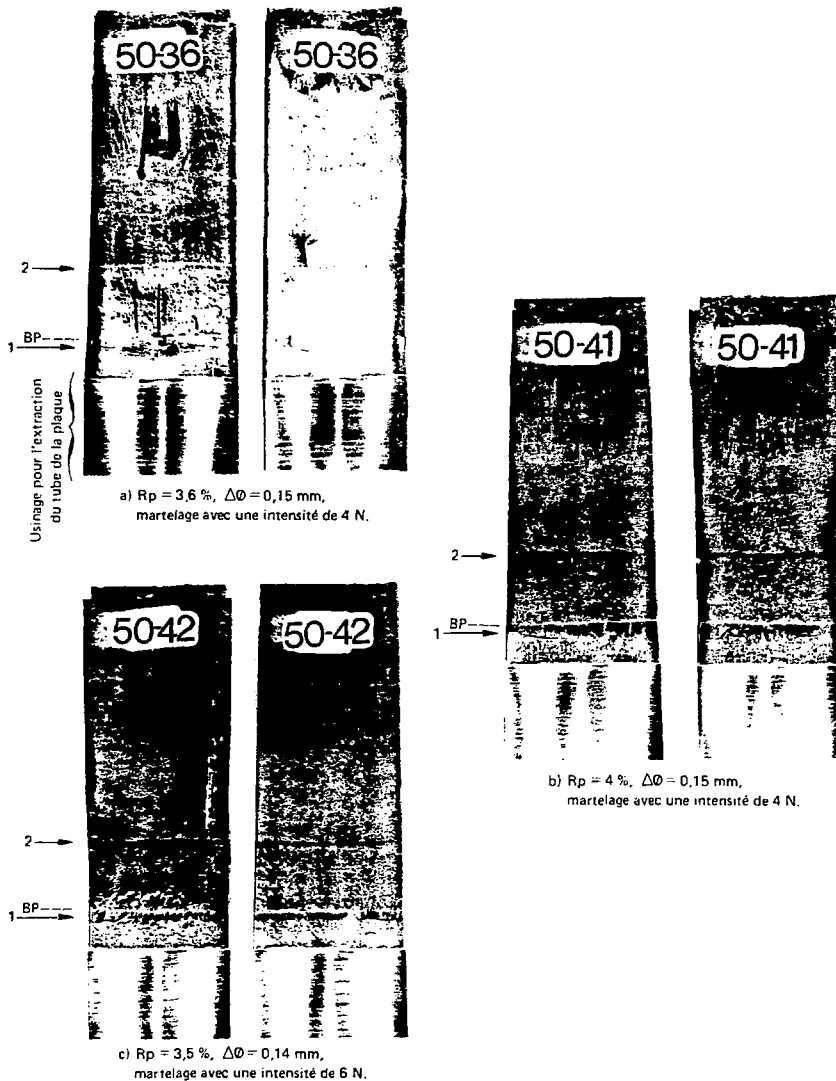 50-36
50-36
2
BP
1
Usinage pour l'extraction
du tube de la plaque
a) Rp = 3,6 %, ΔØ = 0,15 mm,
martelage avec une intensité de 4 N.
50-41
50-41
2
BP
1
b) Rp = 4 %, ΔØ = 0,15 mm,
martelage avec une intensité de 4 N.
50-42
50-42
2
BP
1
c) Rp = 3,5 %, ΔØ = 0,14 mm,
martelage avec une intensité de 6 N.